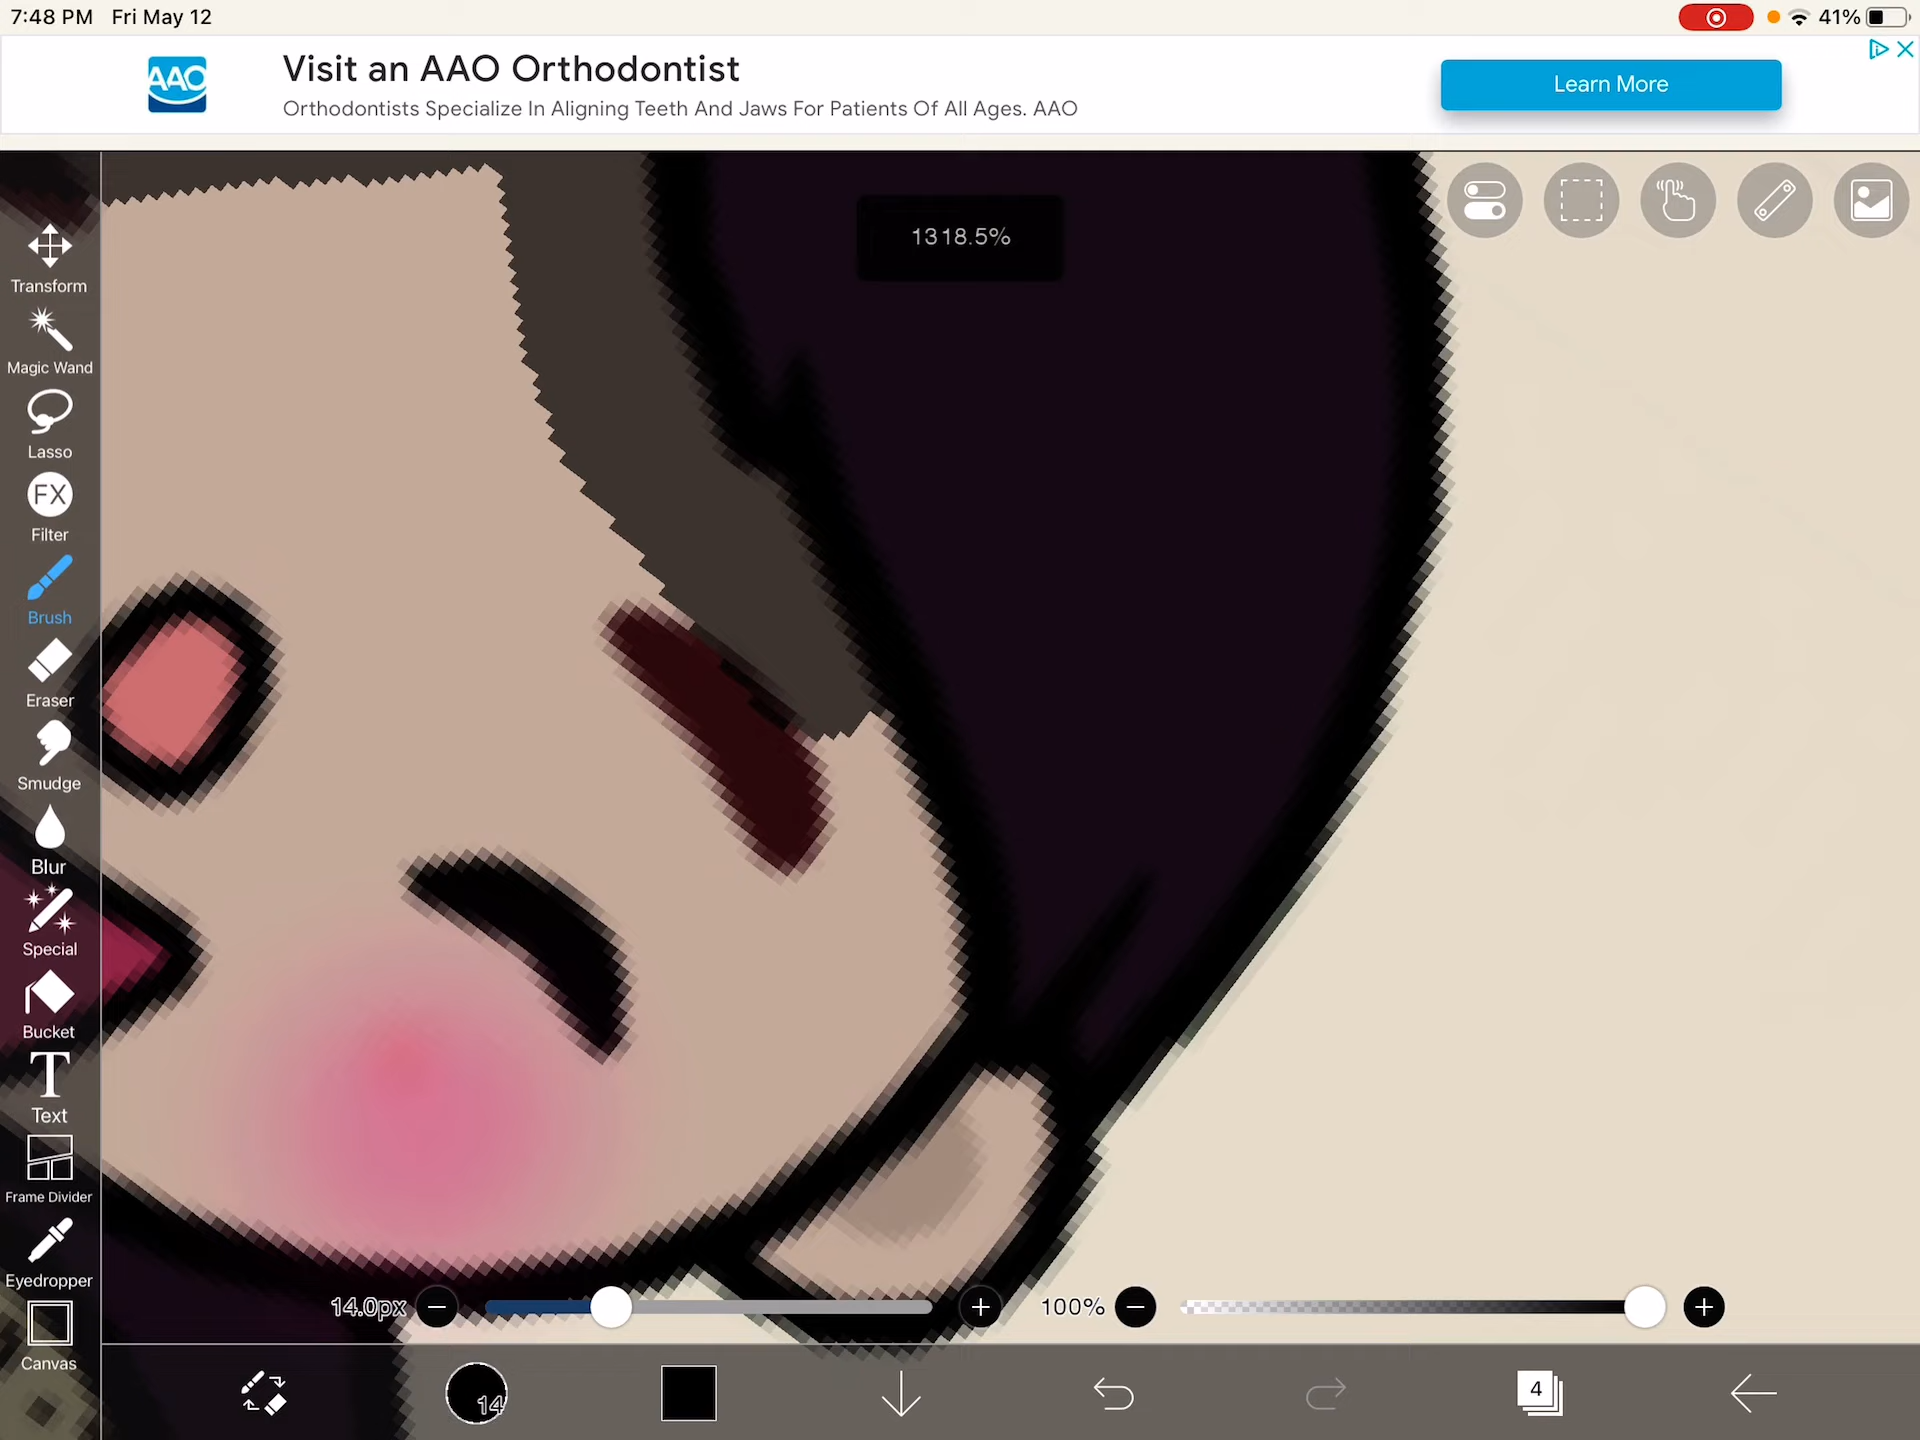 7:48 PM Fri May 12
41%
AAO
Visit an AAO Orthodontist
Orthodontists Specialize In Aligning Teeth And Jaws For Patients Of All Ages. AAO
Learn More
1318.5%
Transform
Magic Wand
Lasso
FX
Filter
Brush
Eraser
Smudge
Blur
Special
Bucket
T
Text
Frame Divider
Eyedropper
Canvas
14.0px
100%
14
4